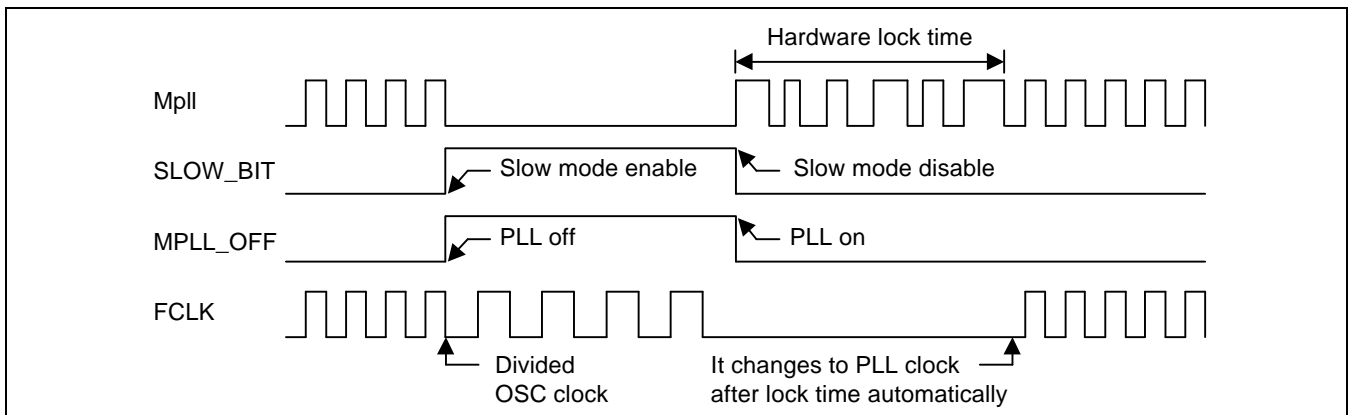 Hardware lock time
Mpll
SLOW_BIT
Slow mode enable
Slow mode disable
MPLL_OFF
PLL off
PLL on
FCLK
Divided
OSC clock
It changes to PLL clock
after lock time automatically